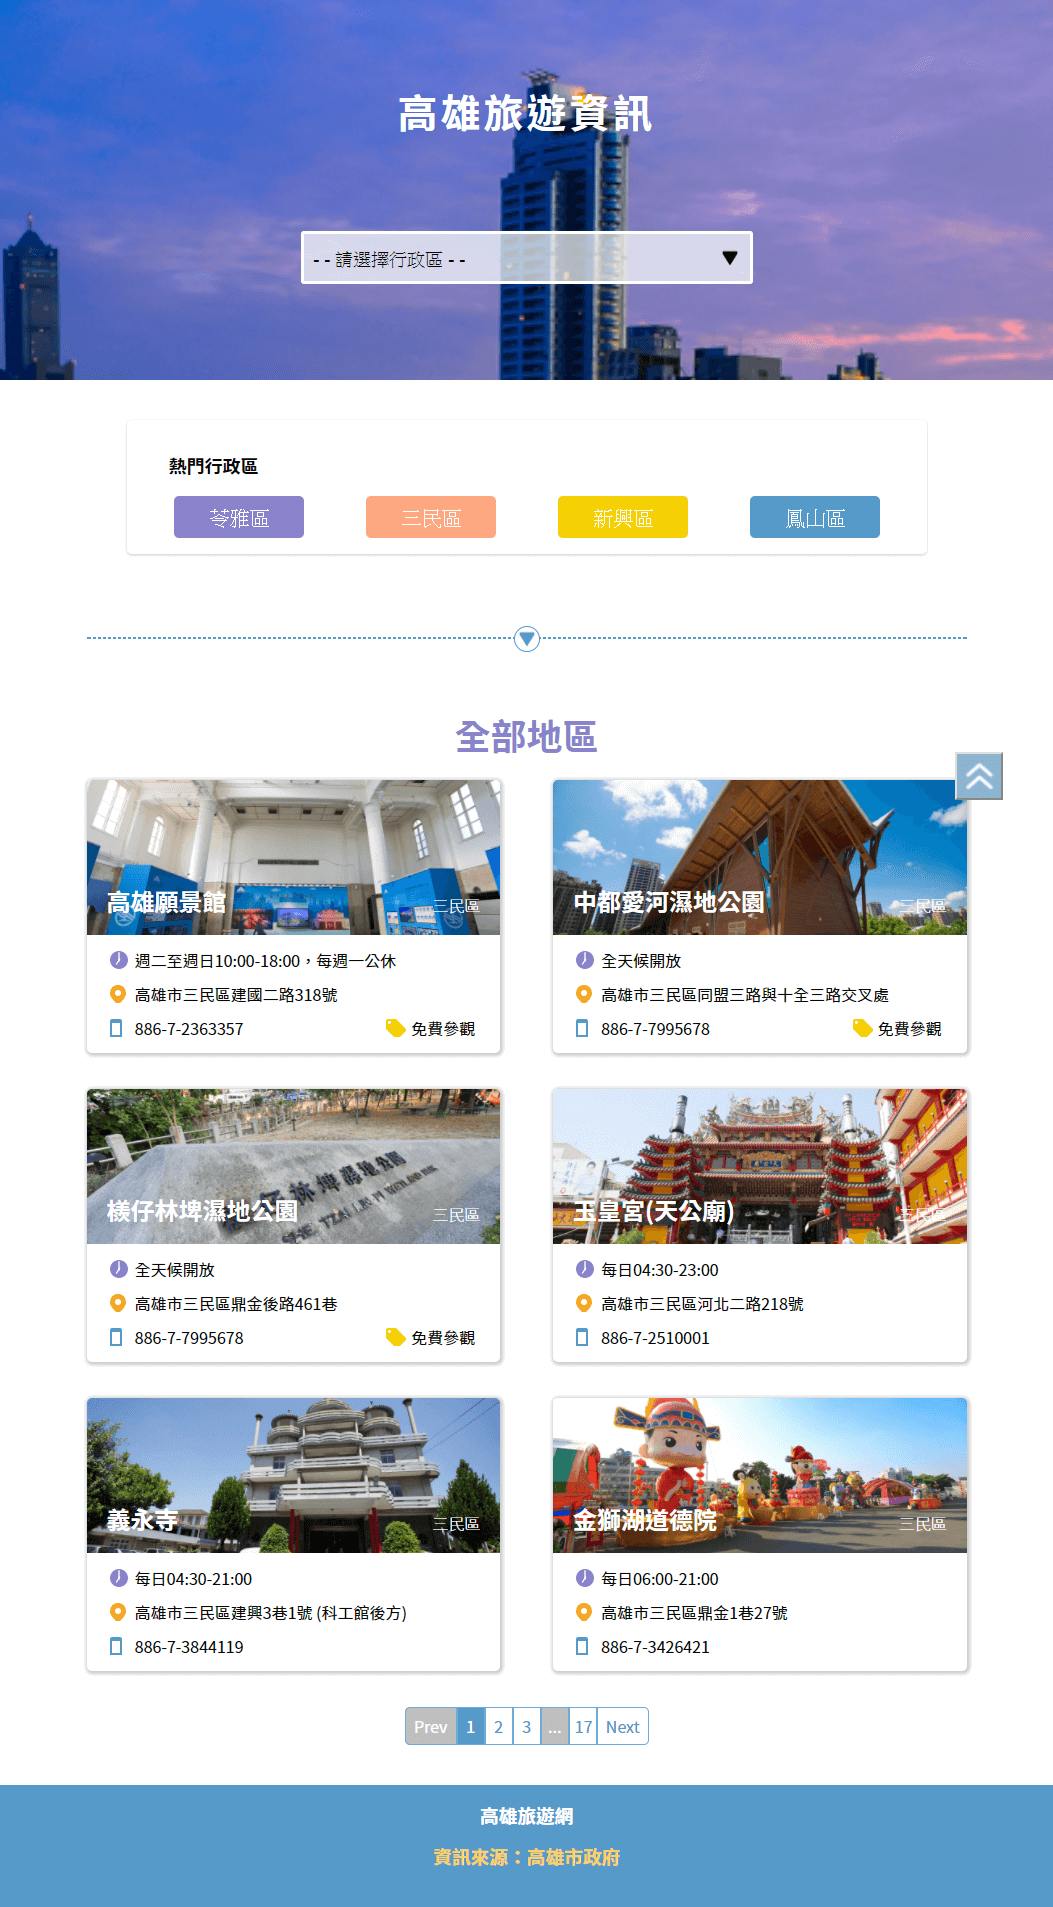 高雄旅遊資訊
- - 請選擇行政區 - -
熱門行政區
苓雅區
三民區
新興區
鳳山區
全部地區
高雄願景館
三民區
週二至週日10:00-18:00，每週一公休
高雄市三民區建國二路318號
886-7-2363357
免費參觀
中都愛河濕地公園
三民區
全天候開放
高雄市三民區同盟三路與十全三路交叉處
886-7-7995678
免費參觀
檨仔林埤濕地公園
三民區
全天候開放
高雄市三民區鼎金後路461巷
886-7-7995678
免費參觀
玉皇宮(天公廟)
三民區
每日04:30-23:00
高雄市三民區河北二路218號
886-7-2510001
義永寺
三民區
每日04:30-21:00
高雄市三民區建興3巷1號 (科工館後方)
886-7-3844119
金獅湖道德院
三民區
每日06:00-21:00
高雄市三民區鼎金1巷27號
886-7-3426421
Prev 1 2 3 ... 17 Next
高雄旅遊網
資訊來源：高雄市政府